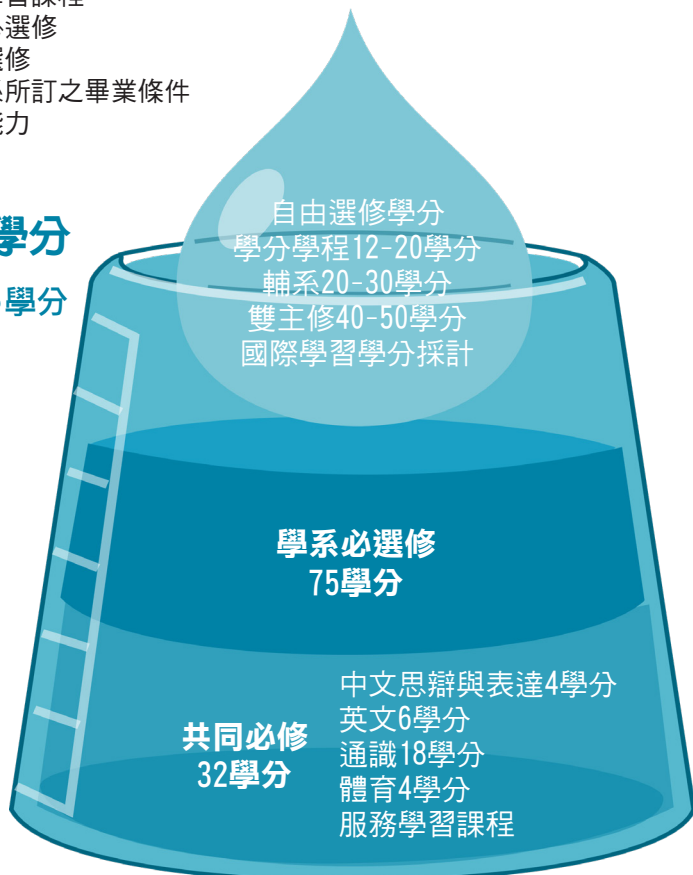 選修
選修
所訂之畢業條件
能力
學分
學分
自由選修學分
學分學程12-20學分
輔系20-30學分
雙主修40-50學分
國際學習學分採計
學系必選修
75學分
共同必修
32學分
中文思辯與表達4學分
英文6學分
通識18學分
體育4學分
服務學習課程